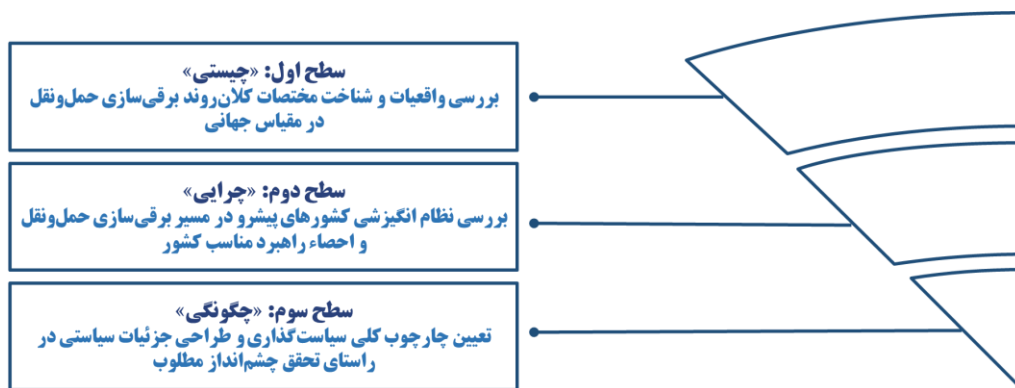 سطح اول: «چیستی»
بررسی واقعیات و شناخت مختصات کلان‌روند برقی‌سازی حمل‌ونقل
در مقیاس جهانی
سطح دوم: «چرایی»
بررسی نظام انگیزشی کشورهای پیشرو در مسیر برقی‌سازی حمل‌ونقل
و احصاء راهبرد مناسب کشور
سطح سوم: «چگونگی»
تعیین چارچوب کلی سیاست‌گذاری و طراحی جزئیات سیاستی در
راستای تحقق چشم‌انداز مطلوب